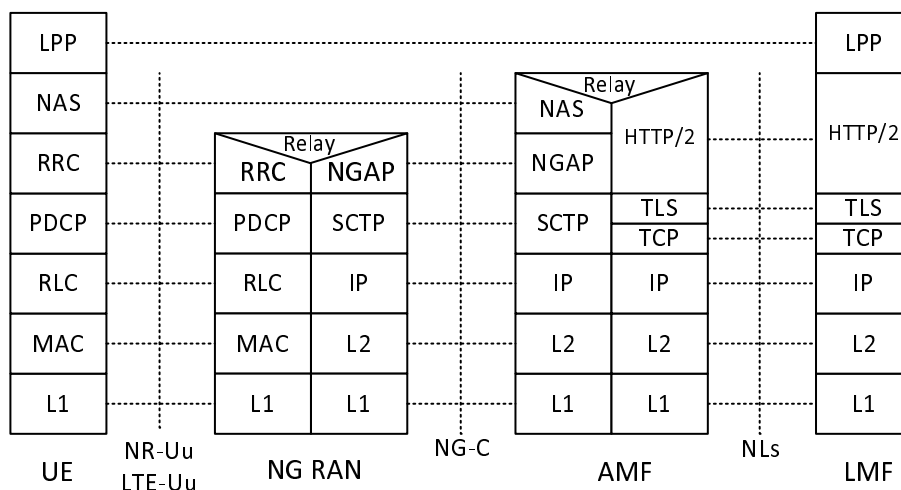 LPP LPP
Relay
NAS NAS
HTTP/2 HTTP/2
Relay
RRC RRC NGAP NGAP
PDCP PDCP SCTP SCTP TLS TLS
TCP TCP
RLC RLC IP IP IP IP
MAC MAC L2 L2 L2 L2
L1 L1 L1 L1 L1 L1
NR-Uu NG-C NLs
UE NG RAN AMF LMF
LTE-Uu